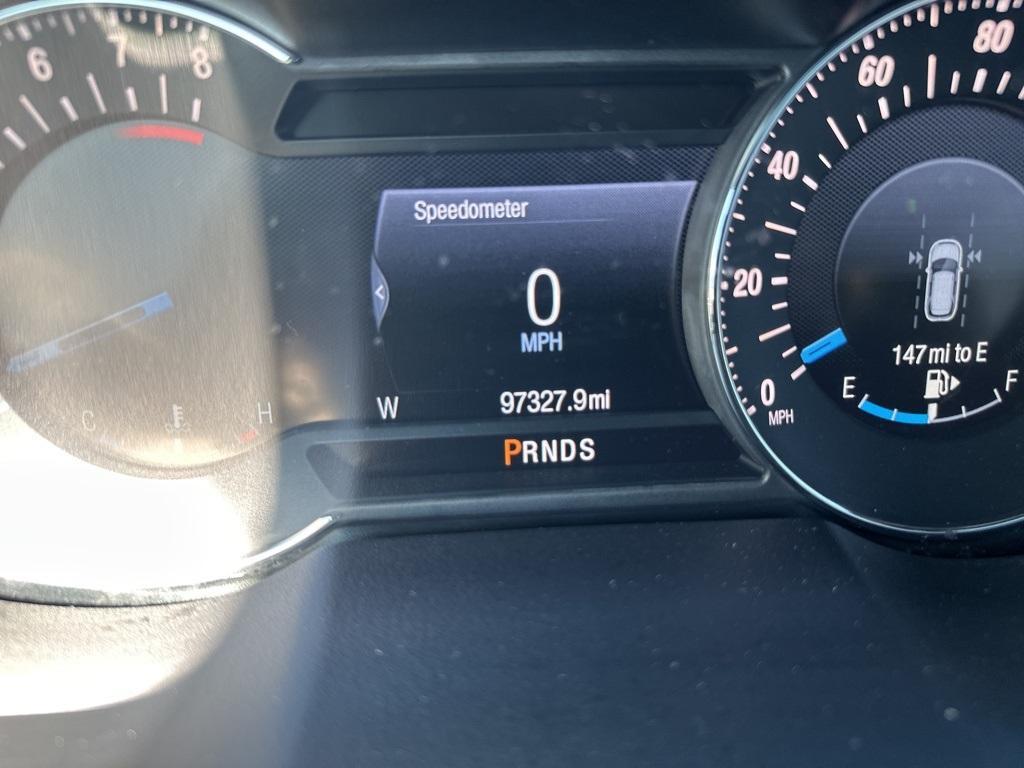 6 7 8
C H
Speedometer
0
MPH
W 97327.9mi
PRNDS
0 20 40 60 80
MPH
147 mi to E
E F